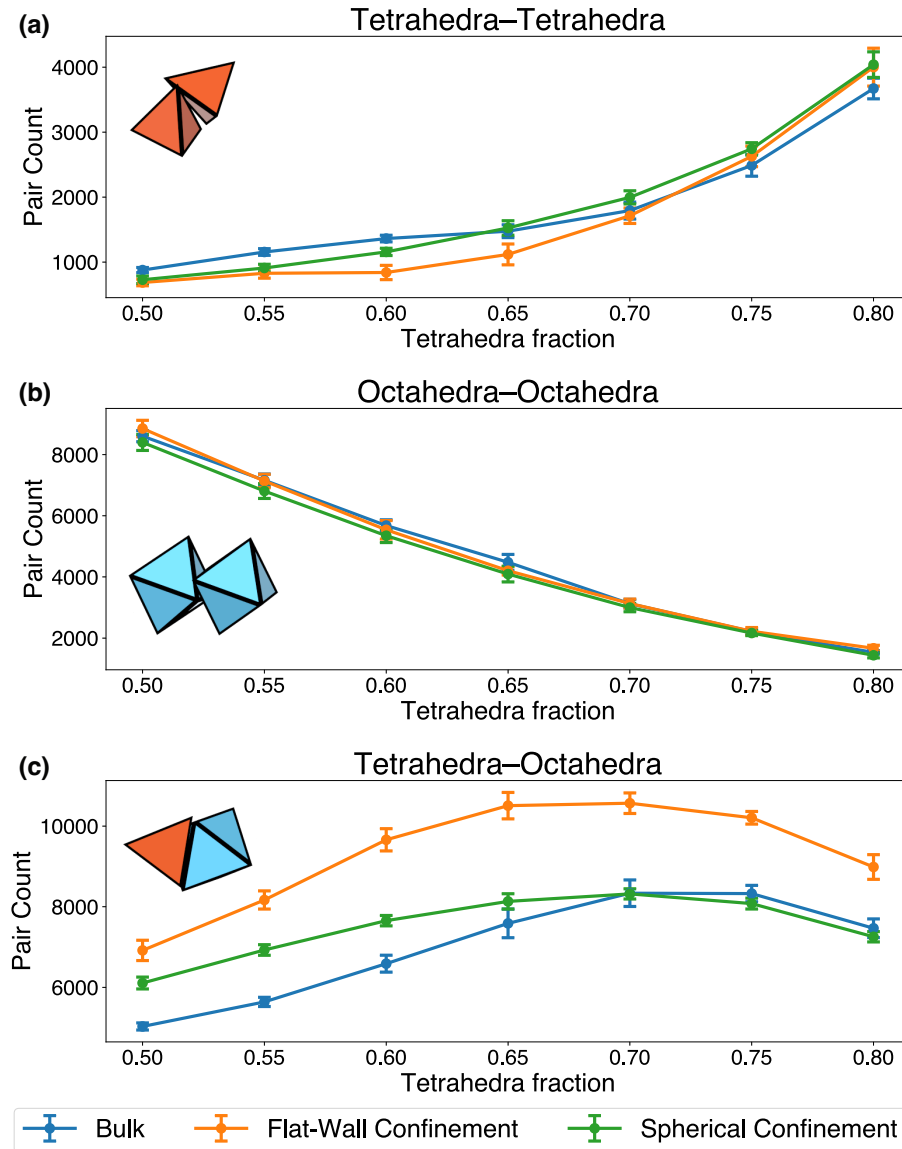 (a)
Tetrahedra–Tetrahedra
Pair Count
4000
3000
2000
1000
0.50 0.55 0.60 0.65 0.70 0.75 0.80
Tetrahedra fraction
(b)
Octahedra–Octahedra
Pair Count
8000
6000
4000
2000
0.50 0.55 0.60 0.65 0.70 0.75 0.80
Tetrahedra fraction
(c)
Tetrahedra–Octahedra
Pair Count
10000
8000
6000
0.50 0.55 0.60 0.65 0.70 0.75 0.80
Tetrahedra fraction
Bulk Flat-Wall Confinement Spherical Confinement